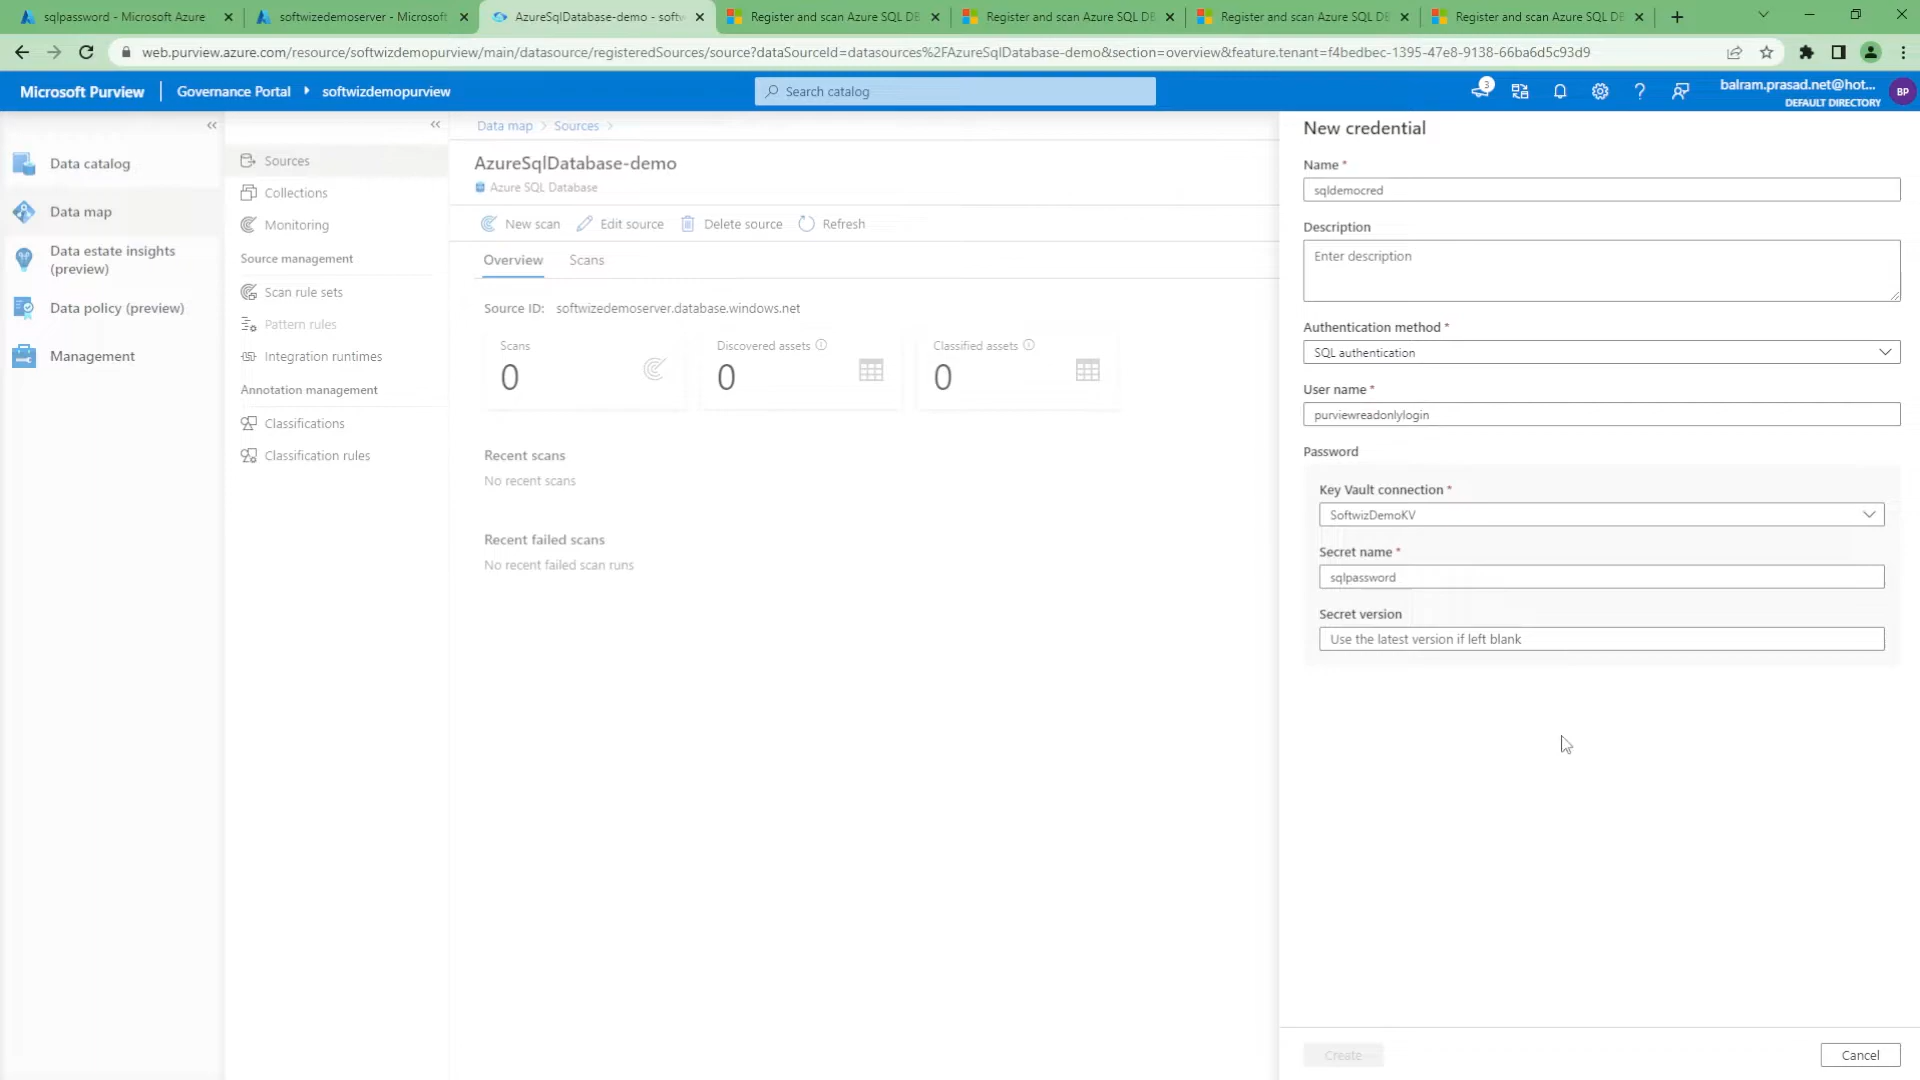 sqlpassword - Microsoft Azure
softwizedemoserver - Microsoft
AzureSqlDatabase-demo - softw
Register and scan Azure SQL DB
Register and scan Azure SQL DB
Register and scan Azure SQL DB
Register and scan Azure SQL DB
web.purview.azure.com/resource/softwizdemopurview/main/datasource/registeredSources/source?dataSourceId=datasources%2FAzureSqlDatabase-demo&section=overview&feature.tenant=f4bedbec-1395-47e8-9138-66ba6d5c93d9
Microsoft Purview
Governance Portal
softwizdemopurview
Search catalog
3
balram.prasad.net@hot...
DEFAULT DIRECTORY
BP
Data catalog
Data map
Data estate insights
(preview)
Data policy (preview)
Management
Sources
Collections
Monitoring
Source management
Scan rule sets
Pattern rules
Integration runtimes
Annotation management
Classifications
Classification rules
Data map > Sources >
AzureSqlDatabase-demo
Azure SQL Database
New scan
Edit source
Delete source
Refresh
Overview
Scans
Source ID: softwizedemoserver.database.windows.net
Scans
0
Discovered assets
0
Classified assets
0
Recent scans
No recent scans
Recent failed scans
No recent failed scan runs
New credential
Name *
sqldemocred
Description
Enter description
Authentication method *
SQL authentication
User name *
purviewreadonlylogin
Password
Key Vault connection *
SoftwizDemoKV
Secret name *
sqlpassword
Secret version
Use the latest version if left blank
Create
Cancel